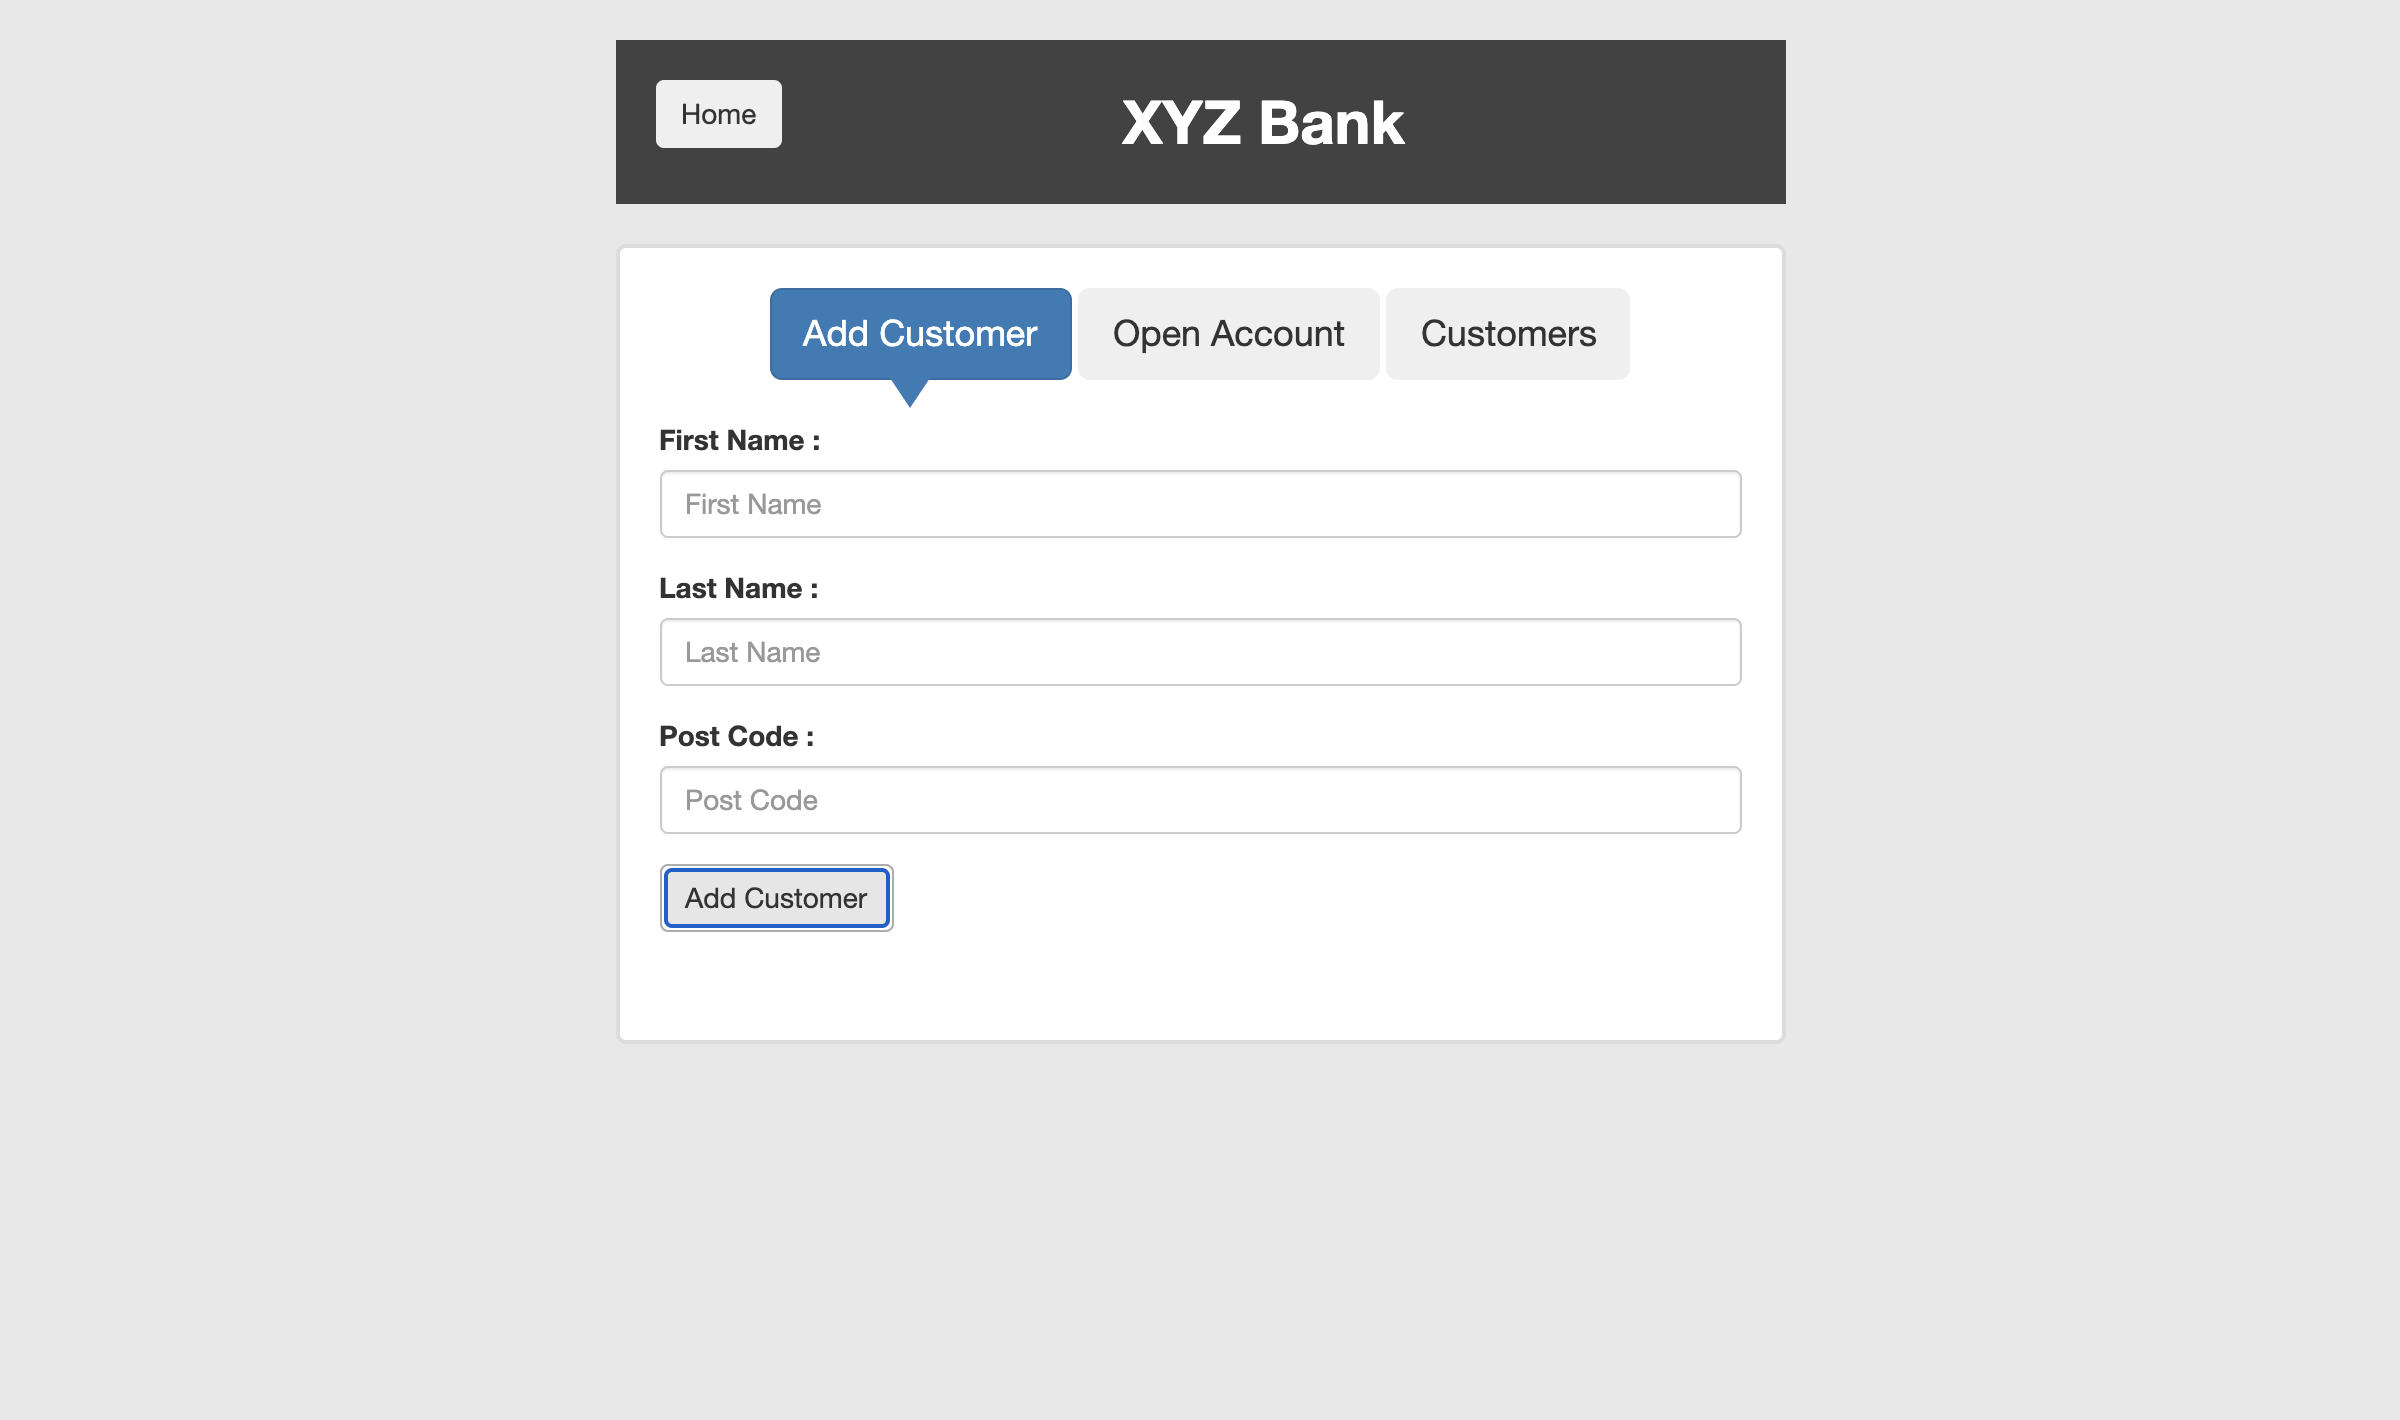 Home
XYZ Bank
Add Customer
Open Account
Customers
First Name :
First Name
Last Name :
Last Name
Post Code :
Post Code
Add Customer